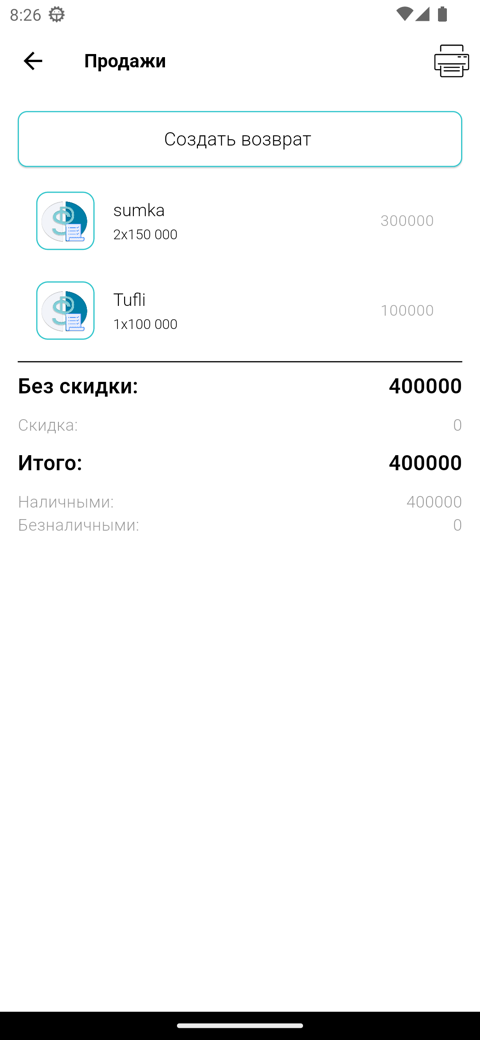 8:26
Продажи
Создать возврат
sumka
2x150 000
300000
Tufli
1x100 000
100000
Без скидки: 400000
Скидка: 0
Итого: 400000
Наличными: 400000
Безналичными: 0